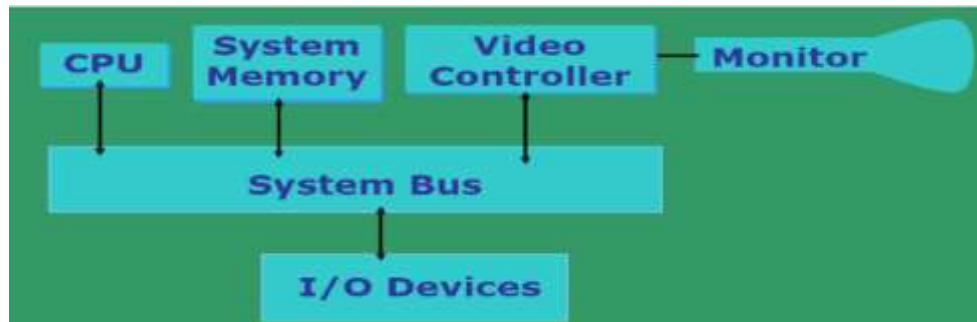 CPU
System
Memory
Video
Controller
Monitor
System Bus
I/O Devices